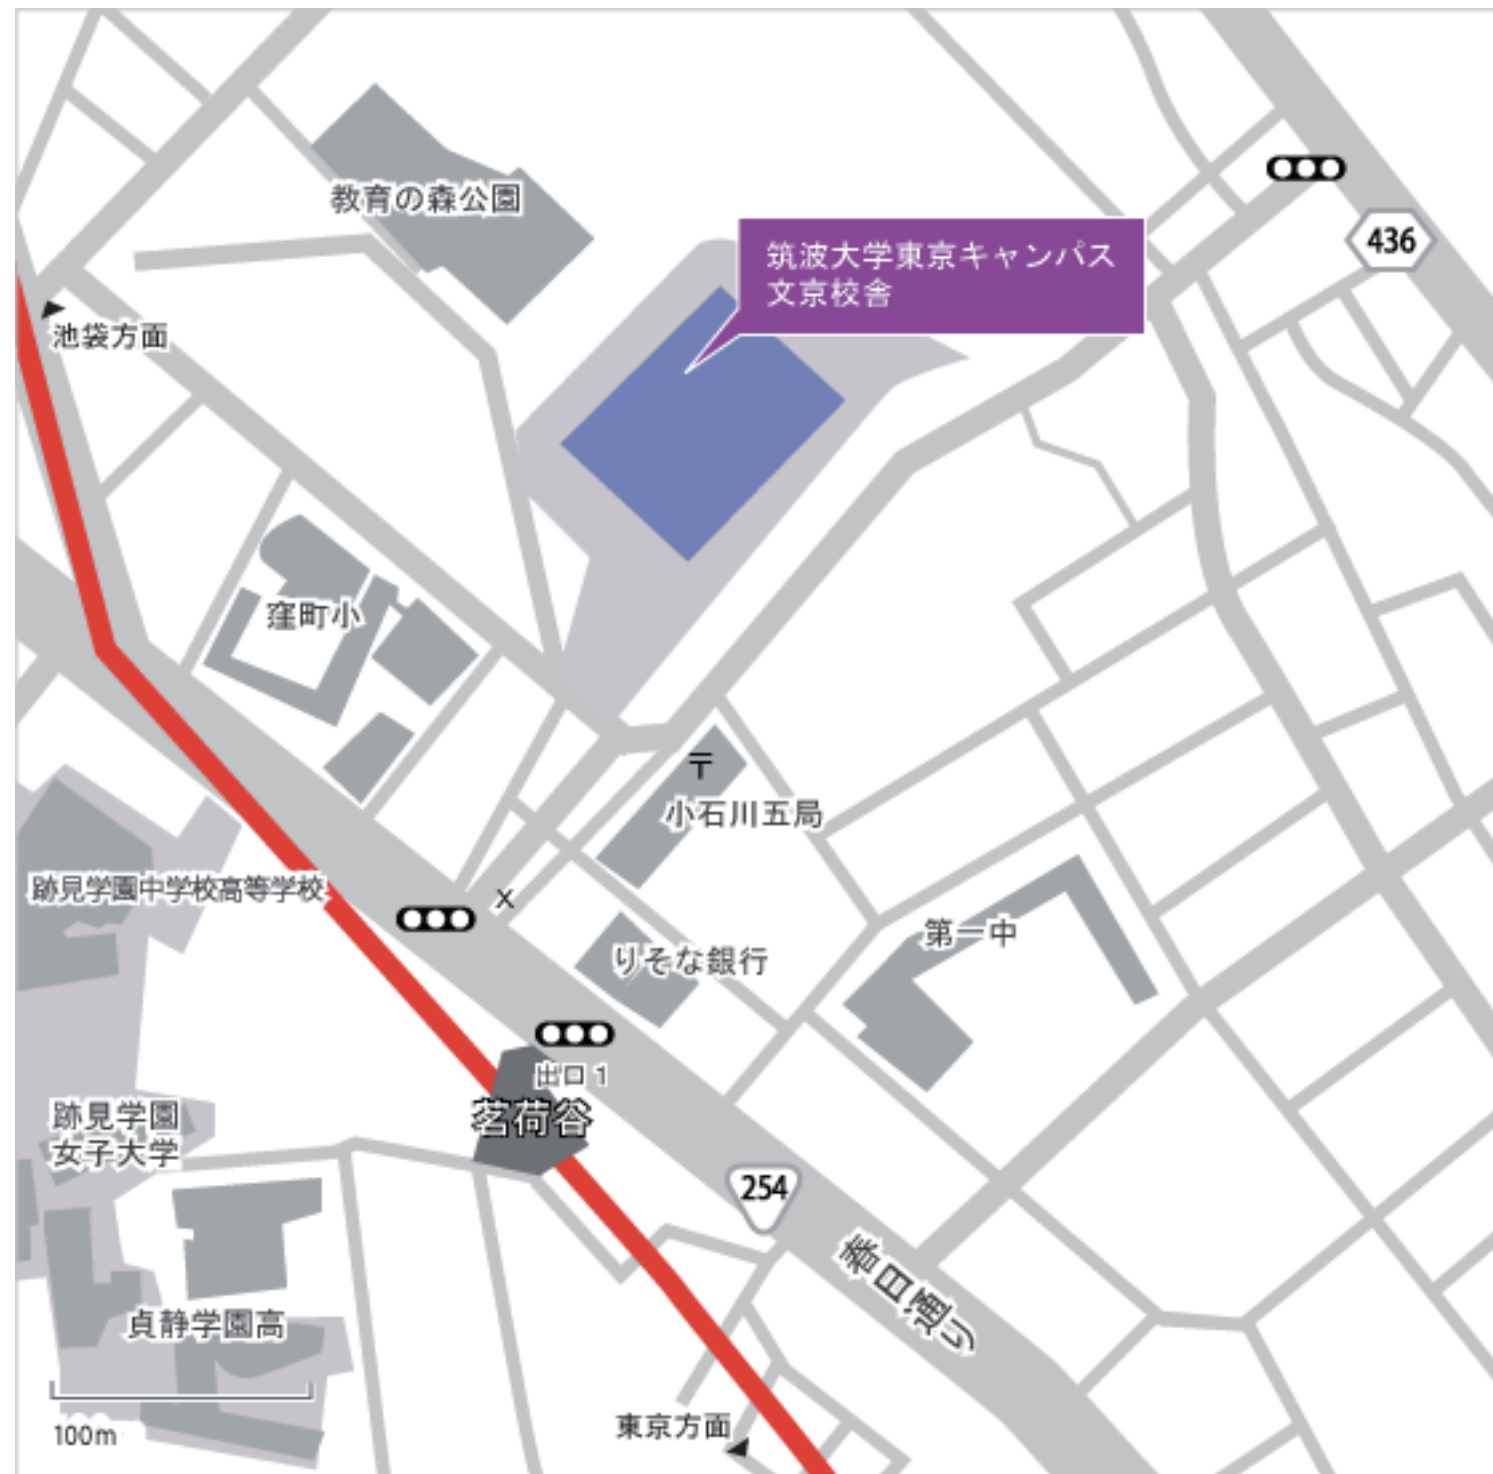 教育の森公園
筑波大学東京キャンパス
文京校舎
436
池袋方面
窪町小
〒
小石川五局
跡見学園中学校高等学校
X
りそな銀行
第一中
出口1
茗荷谷
跡見学園
女子大学
254
春日通り
貞静学園高
100m
東京方面